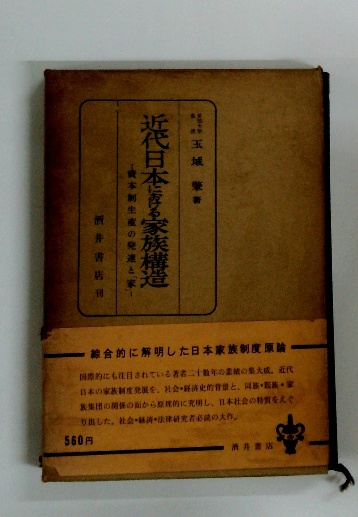 玉城 肇 著
近代日本における家族構造
-資本制生産の発達と「家」-
酒井書店刊
綜合的に解明した日本家族制度原論
国際的にも注目されている著者二十数年の業績の集大成。近代
日本の家族制度発展を、社会・経済史的背景と、同族・親族・家
族集団の関係の面から原理的に究明し、日本社会の特質をえぐ
り出した。社会・経済・法律研究者必読の大作。
560円
酒井書店